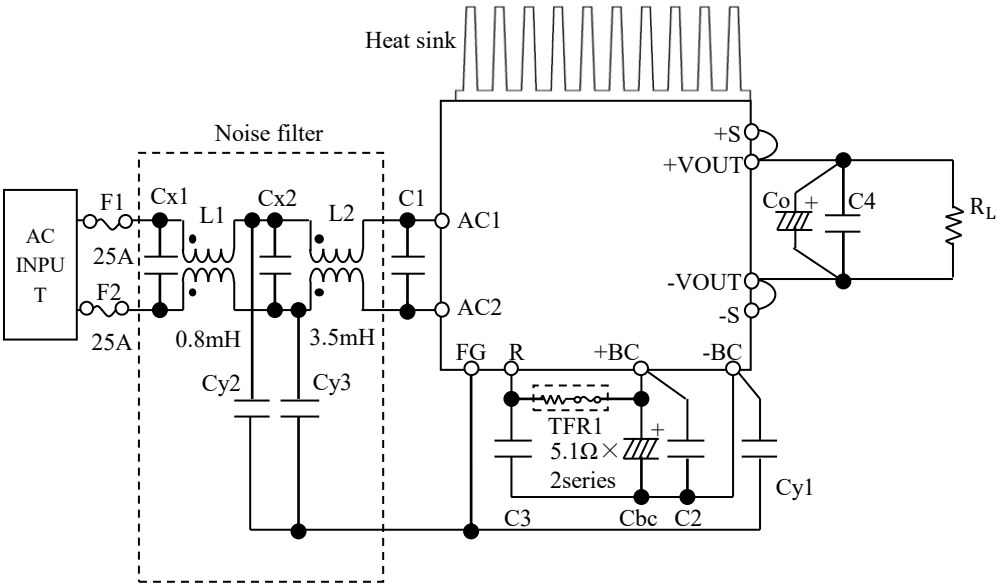 Heat sink
Noise filter
+S
+VOUT
Co + C4
RL
-VOUT
-S
AC
INPU
T
F1
25A
F2
25A
Cx1
L1
Cx2
L2
C1
AC1
AC2
0.8mH
3.5mH
Cy2
Cy3
FG
R
+BC
-BC
TFR1
5.1Ω×
2series
+
Cy1
C3
Cbc
C2